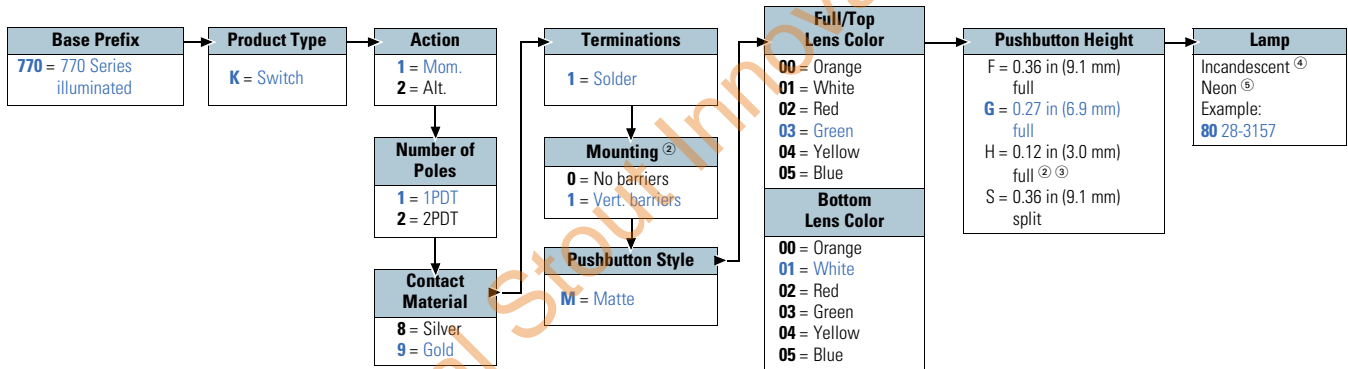 Base Prefix
770 = 770 Series
illuminated
Product Type
K = Switch
Action
1 = Mom.
2 = Alt.
Number of
Poles
1 = 1PDT
2 = 2PDT
Contact
Material
8 = Silver
9 = Gold
Terminations
1 = Solder
Mounting ②
0 = No barriers
1 = Vert. barriers
Pushbutton Style
M = Matte
Full/Top
Lens Color
00 = Orange
01 = White
02 = Red
03 = Green
04 = Yellow
05 = Blue
Bottom
Lens Color
00 = Orange
01 = White
02 = Red
03 = Green
04 = Yellow
05 = Blue
Pushbutton Height
F = 0.36 in (9.1 mm)
full
G = 0.27 in (6.9 mm)
full
H = 0.12 in (3.0 mm)
full ② ③
S = 0.36 in (9.1 mm)
split
Lamp
Incandescent ④
Neon ⑤
Example:
80 28-3157
Stout